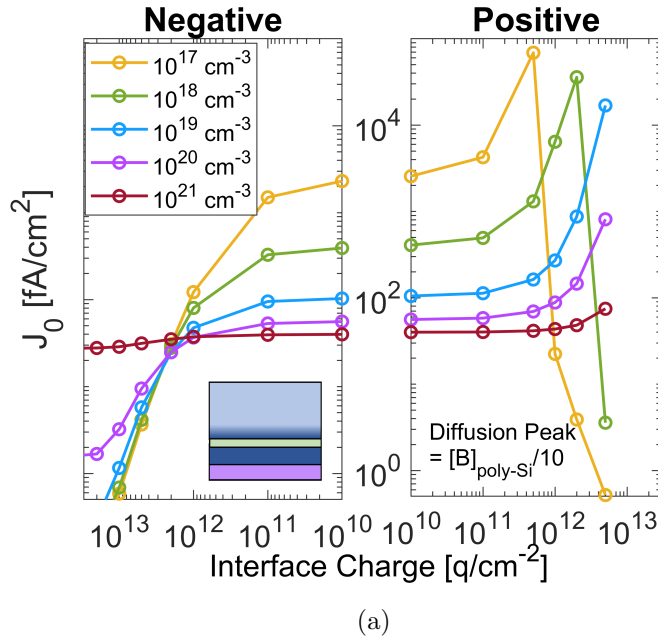 Negative
Positive
10^17 cm^-3
10^18 cm^-3
10^19 cm^-3
10^20 cm^-3
10^21 cm^-3
J_0 [fA/cm^2]
10^4
10^2
10^0
Diffusion Peak
= [B]_poly-Si/10
10^13 10^12 10^11 10^10
10^10 10^11 10^12 10^13
Interface Charge [q/cm^-2]
(a)